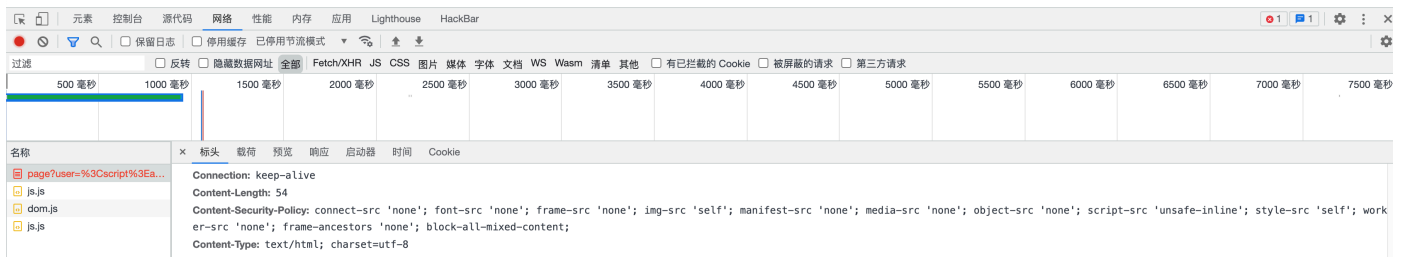 元素 控制台 源代码 网络 性能 内存 应用 Lighthouse HackBar 1 1
保留日志 停用缓存 已停用节流模式
过滤 反转 隐藏数据网址 全部 Fetch/XHR JS CSS 图片 媒体 字体 文档 WS Wasm 清单 其他 有已拦截的 Cookie 被屏蔽的请求 第三方请求
500 毫秒 1000 毫秒 1500 毫秒 2000 毫秒 2500 毫秒 3000 毫秒 3500 毫秒 4000 毫秒 4500 毫秒 5000 毫秒 5500 毫秒 6000 毫秒 6500 毫秒 7000 毫秒 7500 毫秒
名称 × 标头 载荷 预览 响应 启动器 时间 Cookie
page?user=%3Cscript%3Ea...
js.js
dom.js
js.js
Connection: keep-alive
Content-Length: 54
Content-Security-Policy: connect-src 'none'; font-src 'none'; frame-src 'none'; img-src 'self'; manifest-src 'none'; media-src 'none'; object-src 'none'; script-src 'unsafe-inline'; style-src 'self'; work
er-src 'none'; frame-ancestors 'none'; block-all-mixed-content;
Content-Type: text/html; charset=utf-8